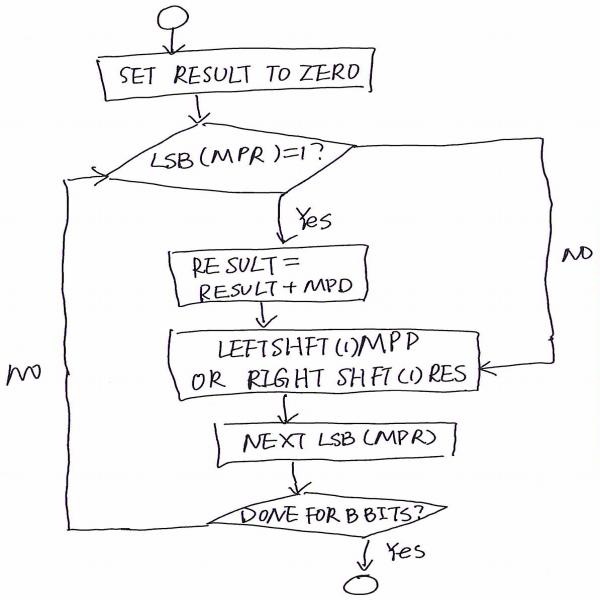 SET RESULT TO ZERO
LSB(MPR)=1?
Yes
NO
RESULT=
RESULT+MPD
LEFTSHFT(1)MPD
OR RIGHT SHFT(1)RES
NO
NEXT LSB(MPR)
DONE FOR B BITS?
Yes